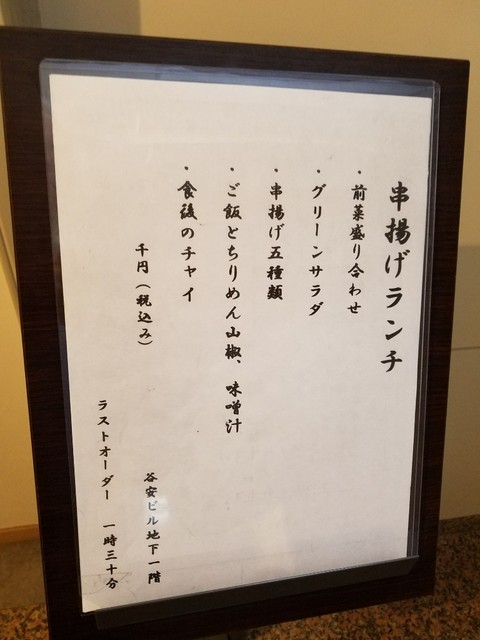 串揚げランチ
・前菜盛り合わせ
・グリーンサラダ
・串揚げ五種類
・ご飯とちりめん山椒、味噌汁
・食後のチャイ
千円（税込み）
谷安ビル地下一階
ラストオーダー 一時三十分